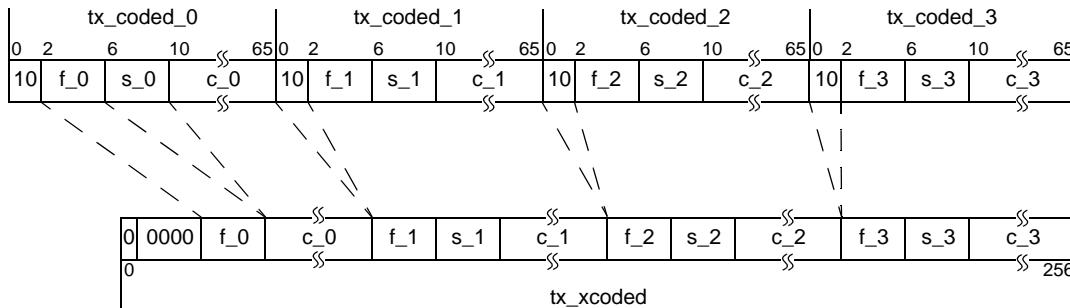 tx_coded_0 tx_coded_1 tx_coded_2 tx_coded_3
0 2 6 10 65 0 2 6 10 65 0 2 6 10 65 0 2 6 10 65
10 f_0 s_0 c_0 10 f_1 s_1 c_1 10 f_2 s_2 c_2 10 f_3 s_3 c_3
0 0000 f_0 c_0 f_1 s_1 c_1 f_2 s_2 c_2 f_3 s_3 c_3
0 256
tx_xcoded